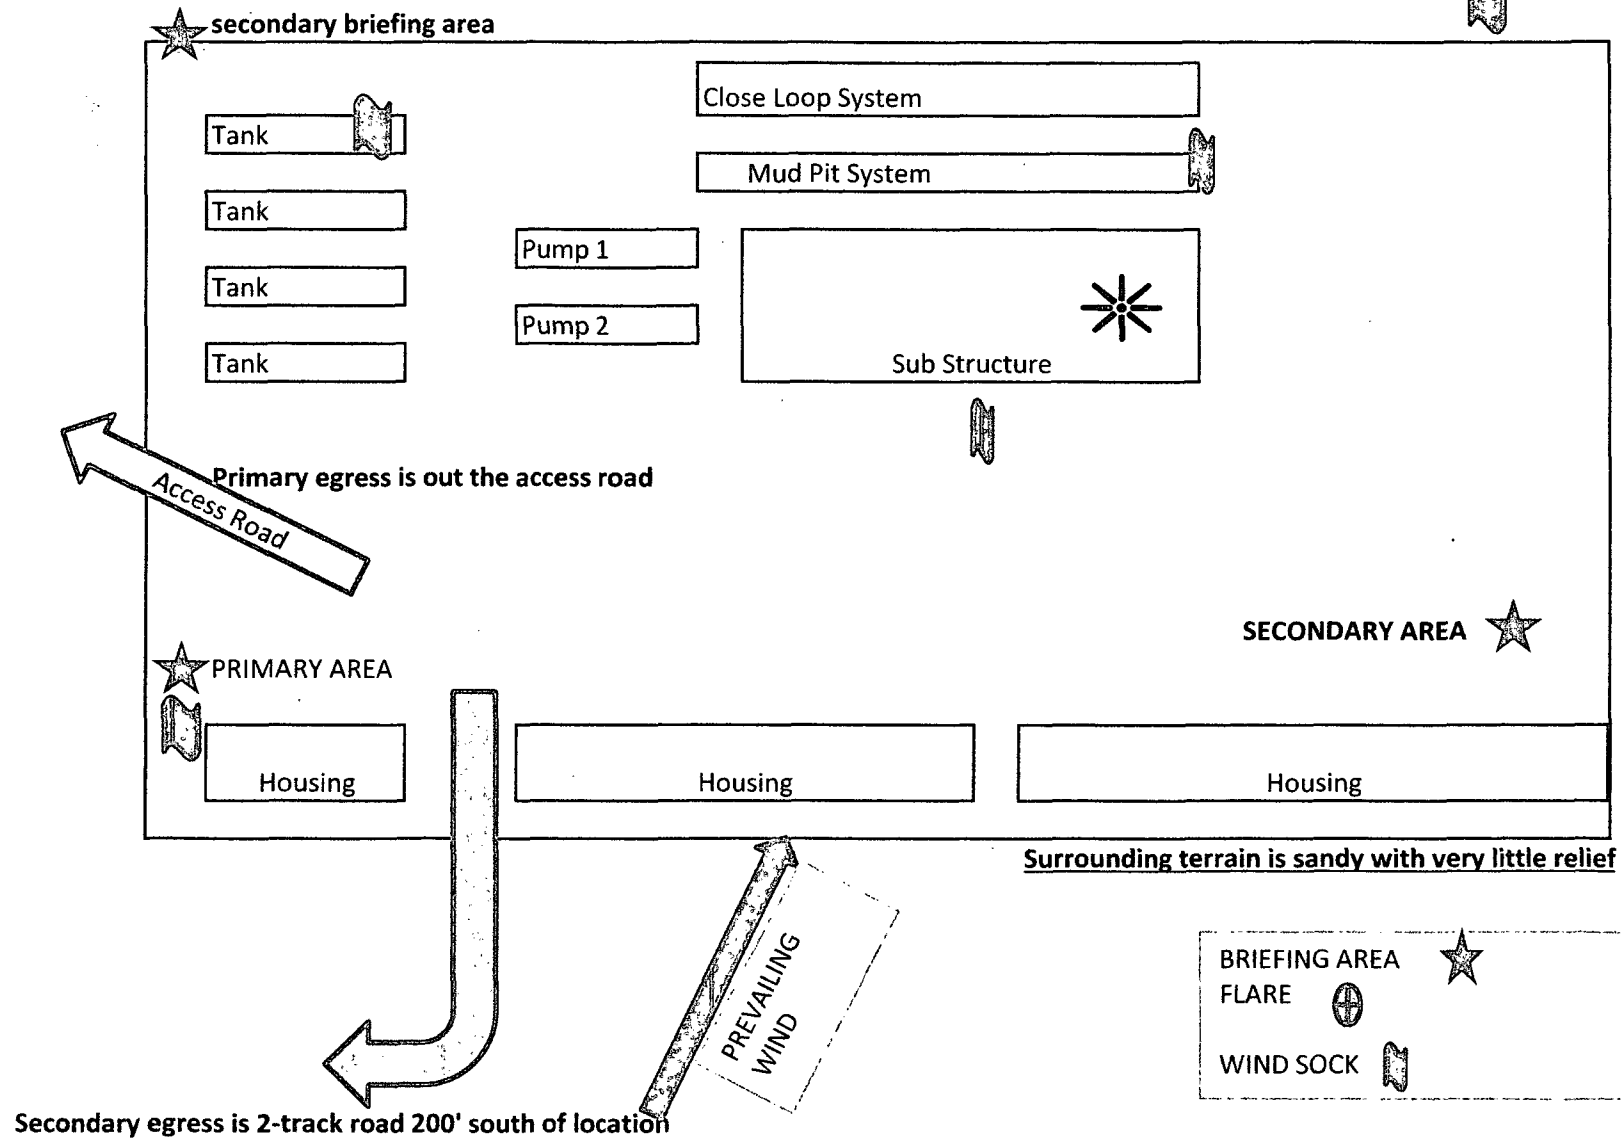 secondary briefing area
Close Loop System
Tank
Mud Pit System
Tank
Pump 1
Tank
Pump 2
Tank
Sub Structure
Primary egress is out the access road
Access Road
SECONDARY AREA
PRIMARY AREA
Housing
Housing
Housing
Surrounding terrain is sandy with very little relief
PREVAILING
WIND
BRIEFING AREA
FLARE
WIND SOCK
Secondary egress is 2-track road 200' south of location